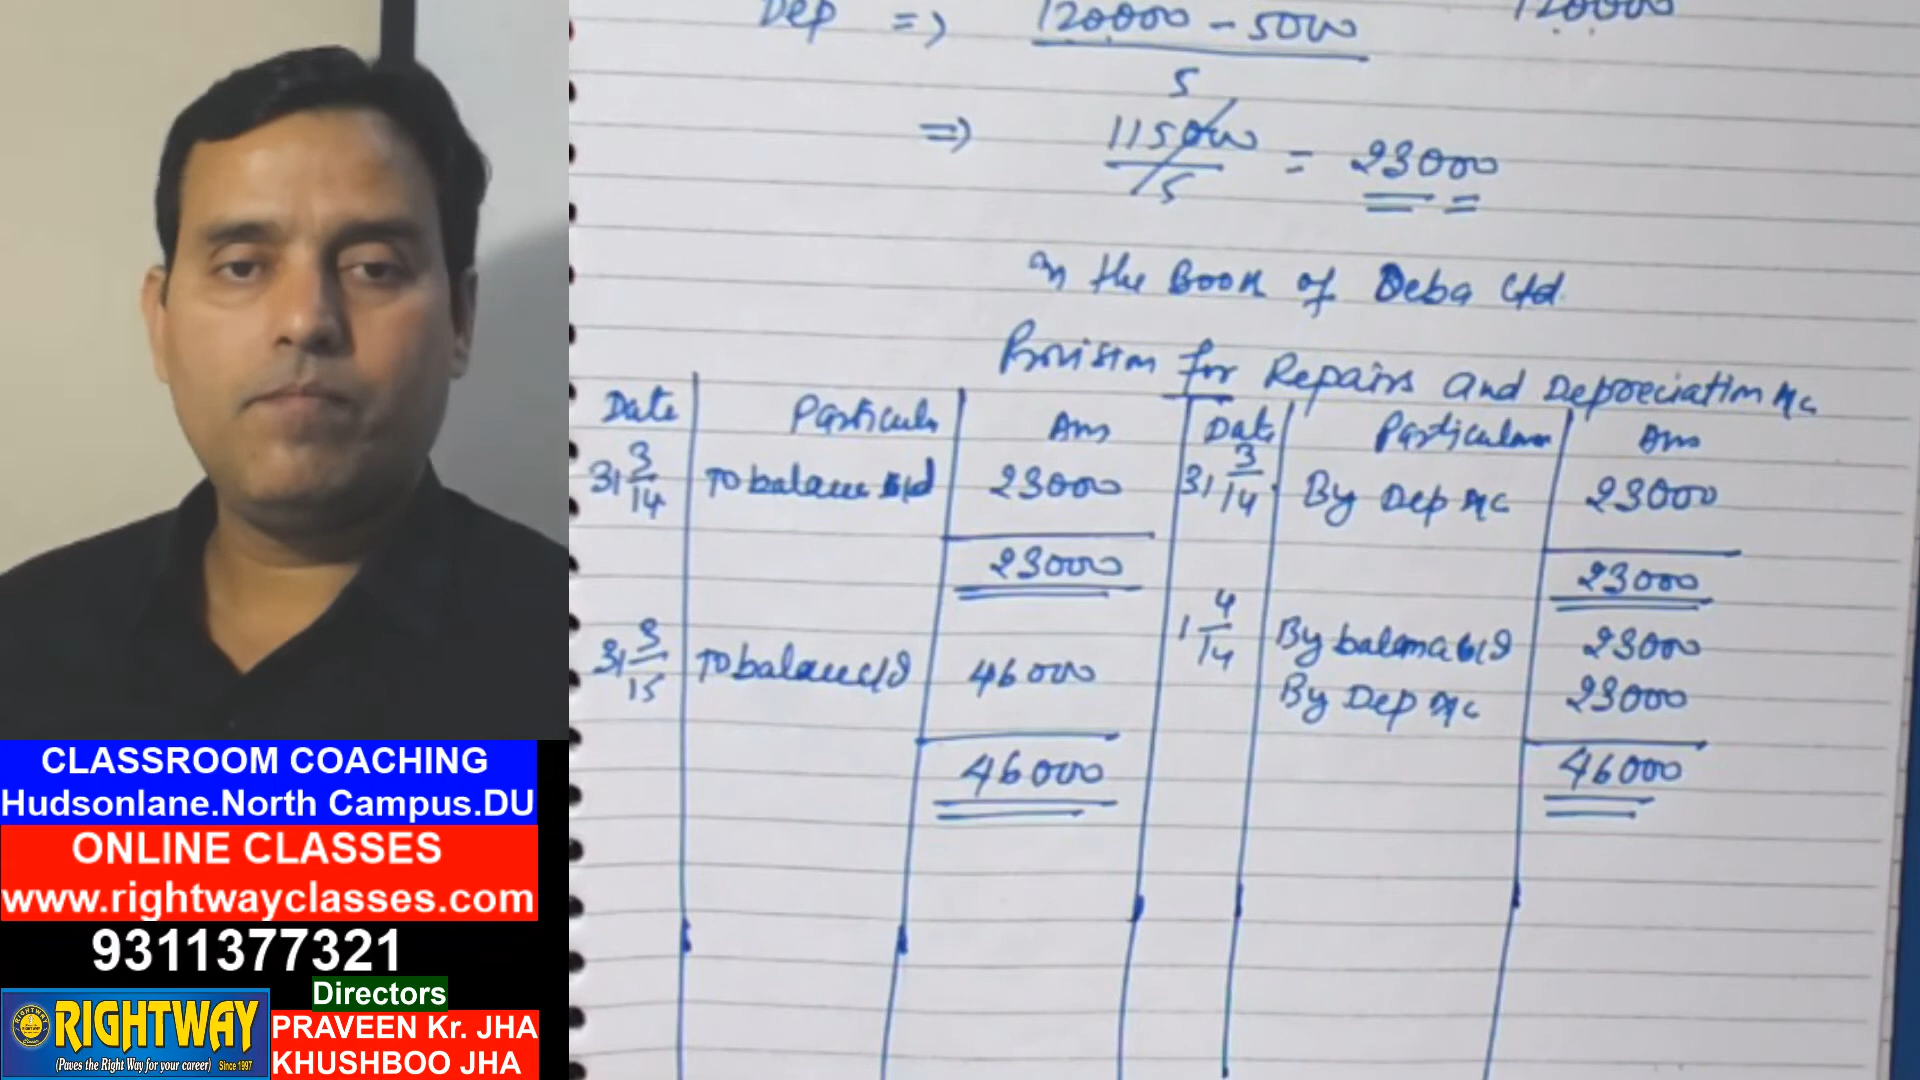 Dep => 120000 - 5000 120000
5
=> 115000 = 23000
5
In the Book of Deba Ltd.
Provision for Repairs and Depreciation A/c
Date Particula Am Date Particulars Am
31 3/14 To balance c/d 23000 31 3/14 By Dep A/c 23000
23000 23000
1 4/14 By balance b/d 23000
31 3/15 To balance c/d 46000 By Dep A/c 23000
46000 46000
CLASSROOM COACHING
Hudsonlane.North Campus.DU
ONLINE CLASSES
www.rightwayclasses.com
9311377321
Directors
RIGHTWAY
(Paves the Right Way for your career) Since 1997
PRAVEEN Kr. JHA
KHUSHBOO JHA